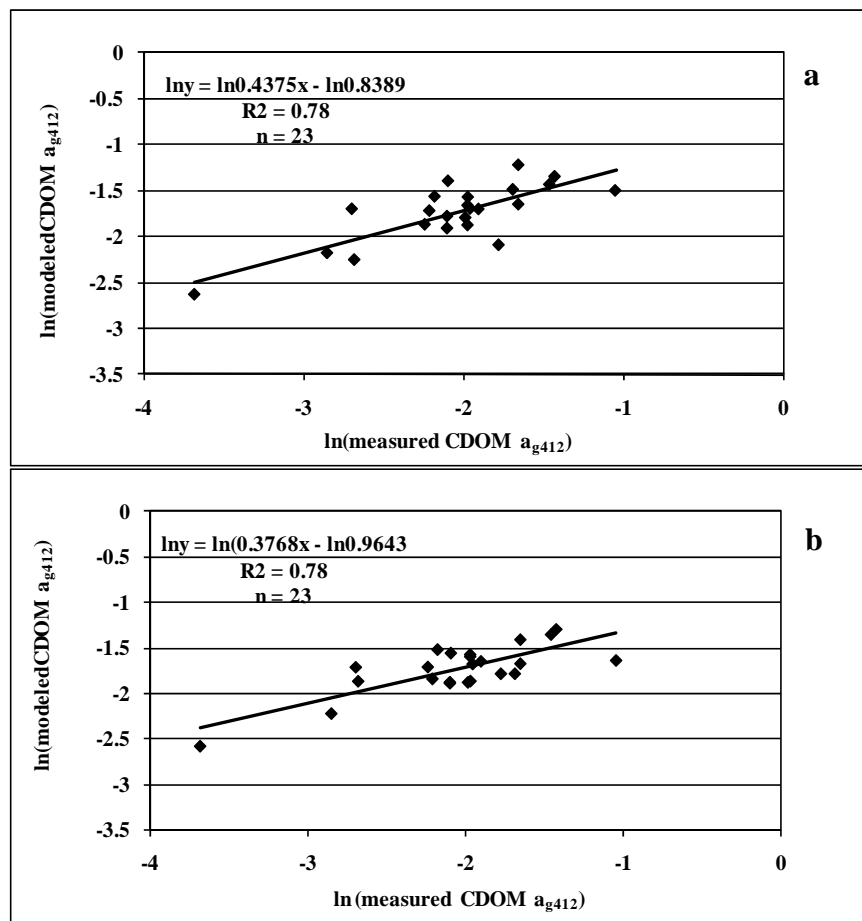 a
0
-0.5
-1
-1.5
-2
-2.5
-3
-3.5
lny = ln0.4375x - ln0.8389
R2 = 0.78
n = 23
ln(modeledCDOM ag412)
-4 -3 -2 -1 0
ln(measured CDOM ag412)
b
0
-0.5
-1
-1.5
-2
-2.5
-3
-3.5
lny = ln(0.3768x - ln0.9643
R2 = 0.78
n = 23
ln(modeledCDOM ag412)
-4 -3 -2 -1 0
ln(measured CDOM ag412)